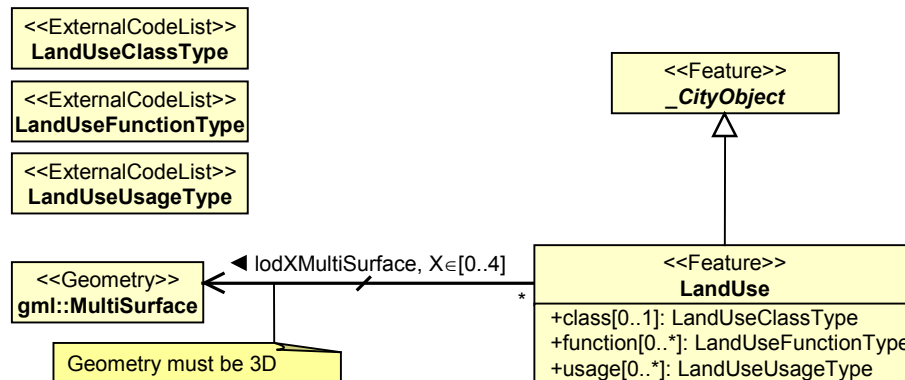 <<ExternalCodeList>>
LandUseClassType
<<ExternalCodeList>>
LandUseFunctionType
<<ExternalCodeList>>
LandUseUsageType
<<Feature>>
_CityObject
<<Geometry>>
gml::MultiSurface
◄ lodXMultiSurface, X∈[0..4]
*
<<Feature>>
LandUse
+class[0..1]: LandUseClassType
+function[0..*]: LandUseFunctionType
+usage[0..*]: LandUseUsageType
Geometry must be 3D